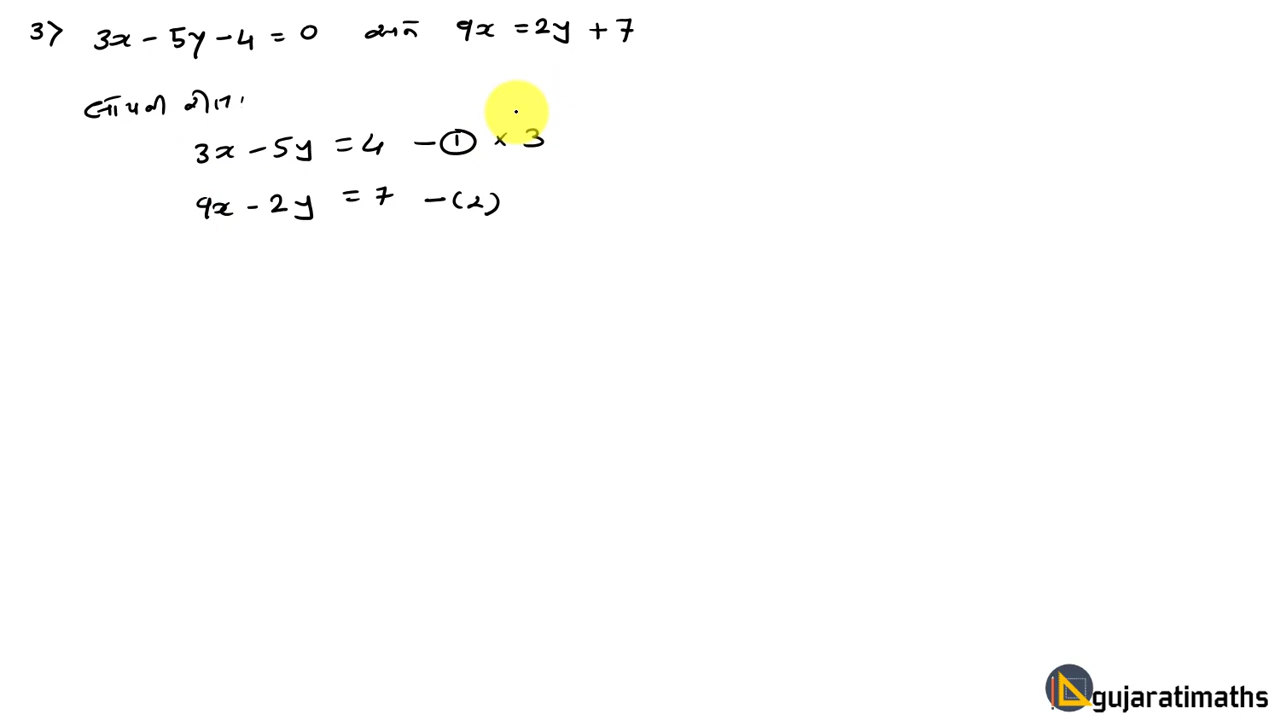 3> 3x - 5y - 4 = 0 અને 9x = 2y + 7
લોપની રીત:
3x - 5y = 4 - ① × 3
9x - 2y = 7 - (2)
gujaratimaths